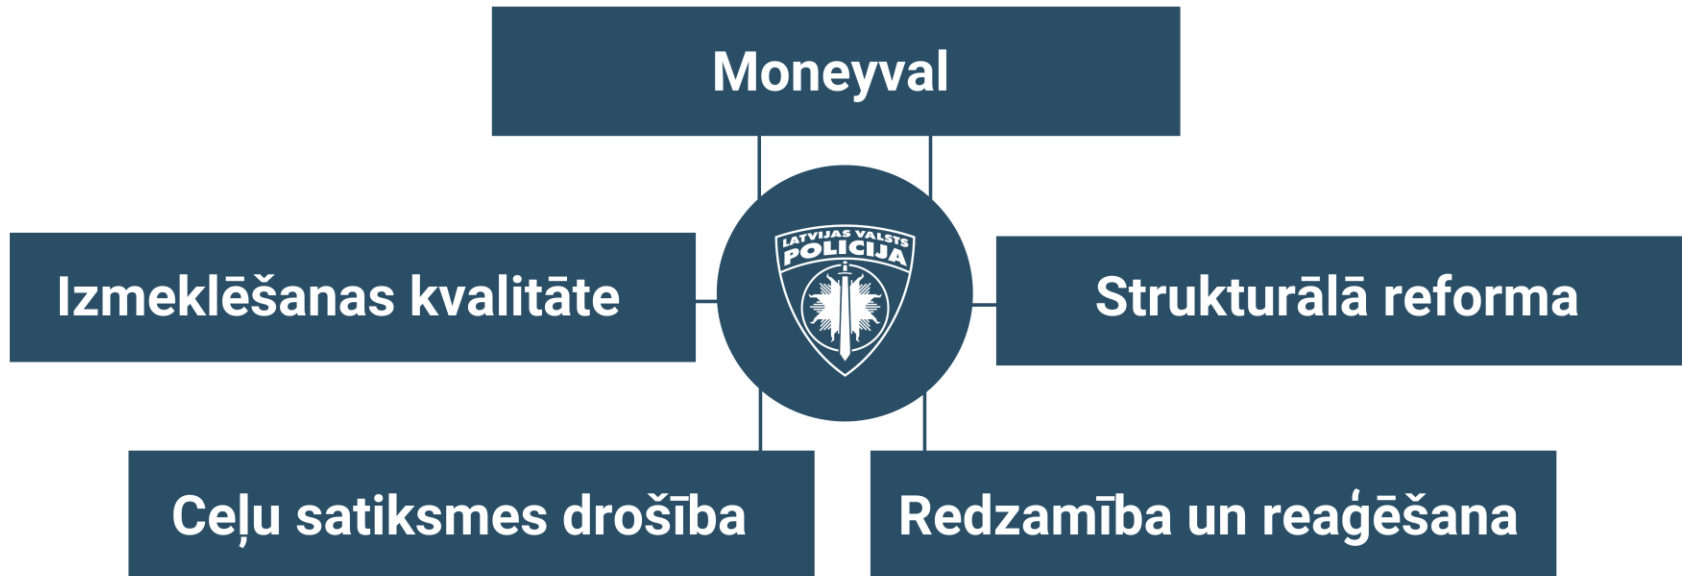 Moneyval
LATVIJAS VALSTS
POLICIJA
Izmeklēšanas kvalitāte
Strukturālā reforma
Ceļu satiksmes drošība
Redzamība un reaģēšana